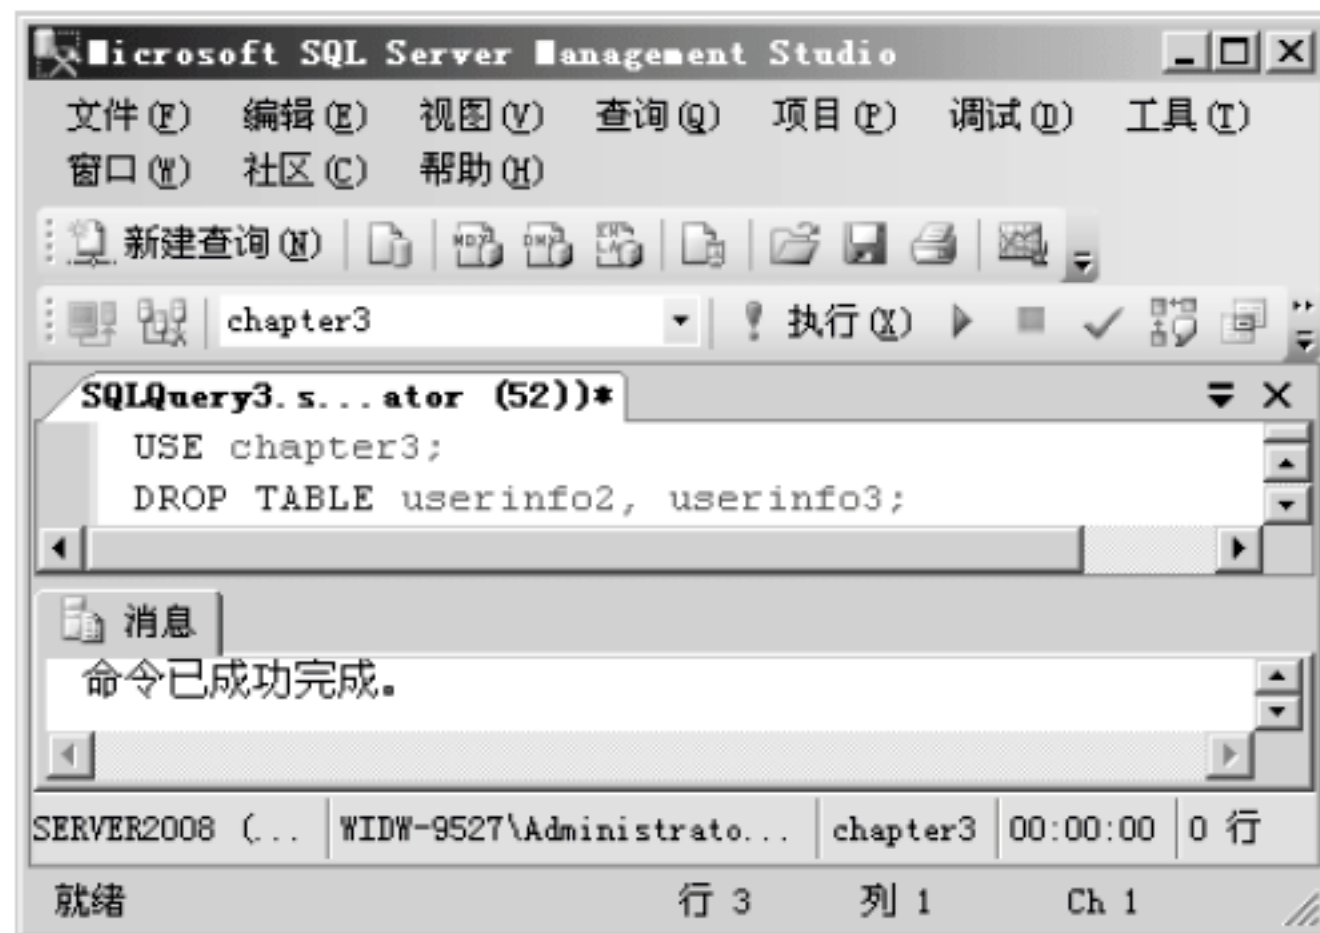 Microsoft SQL Server Management Studio
文件(F) 编辑(E) 视图(V) 查询(Q) 项目(P) 调试(D) 工具(T)
窗口(W) 社区(C) 帮助(H)
新建查询(N)
chapter3 执行(X)
SQLQuery3.s...ator (52))*
USE chapter3;
DROP TABLE userinfo2, userinfo3;
消息
命令已成功完成。
SERVER2008 (... WIDW-9527\Administrato... chapter3 00:00:00 0 行
就绪 行 3 列 1 Ch 1